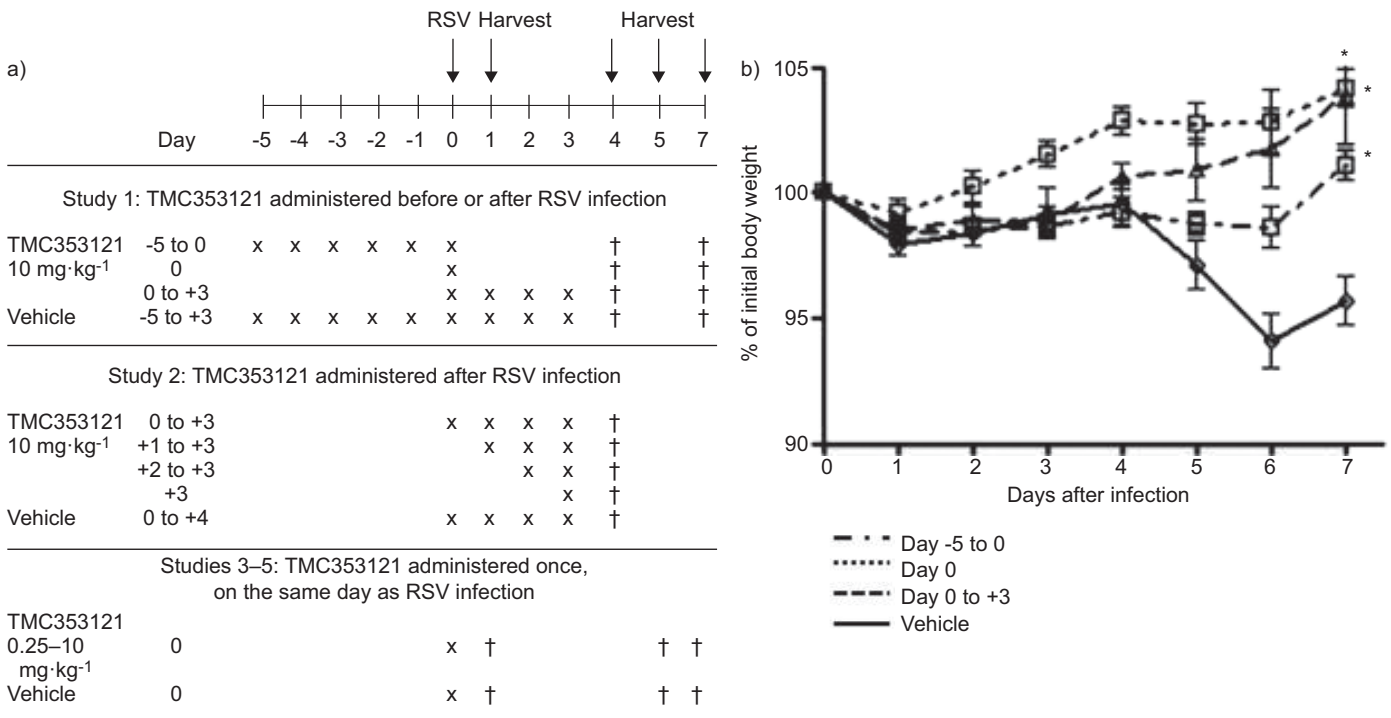 a)
RSV Harvest Harvest
Day -5 -4 -3 -2 -1 0 1 2 3 4 5 7
Study 1: TMC353121 administered before or after RSV infection
TMC353121 -5 to 0 x x x x x x † †
10 mg·kg-1 0 x † †
0 to +3 x x x x † †
Vehicle -5 to +3 x x x x x x x x x † †
Study 2: TMC353121 administered after RSV infection
TMC353121 0 to +3 x x x x †
10 mg·kg-1 +1 to +3 x x x †
+2 to +3 x x †
+3 x †
Vehicle 0 to +4 x x x x †
Studies 3–5: TMC353121 administered once,
on the same day as RSV infection
TMC353121
0.25–10 0 x † † †
mg·kg-1
Vehicle 0 x † † †
b)
% of initial body weight
105
100
95
90
*
*
*
0 1 2 3 4 5 6 7
Days after infection
Day -5 to 0
Day 0
Day 0 to +3
Vehicle